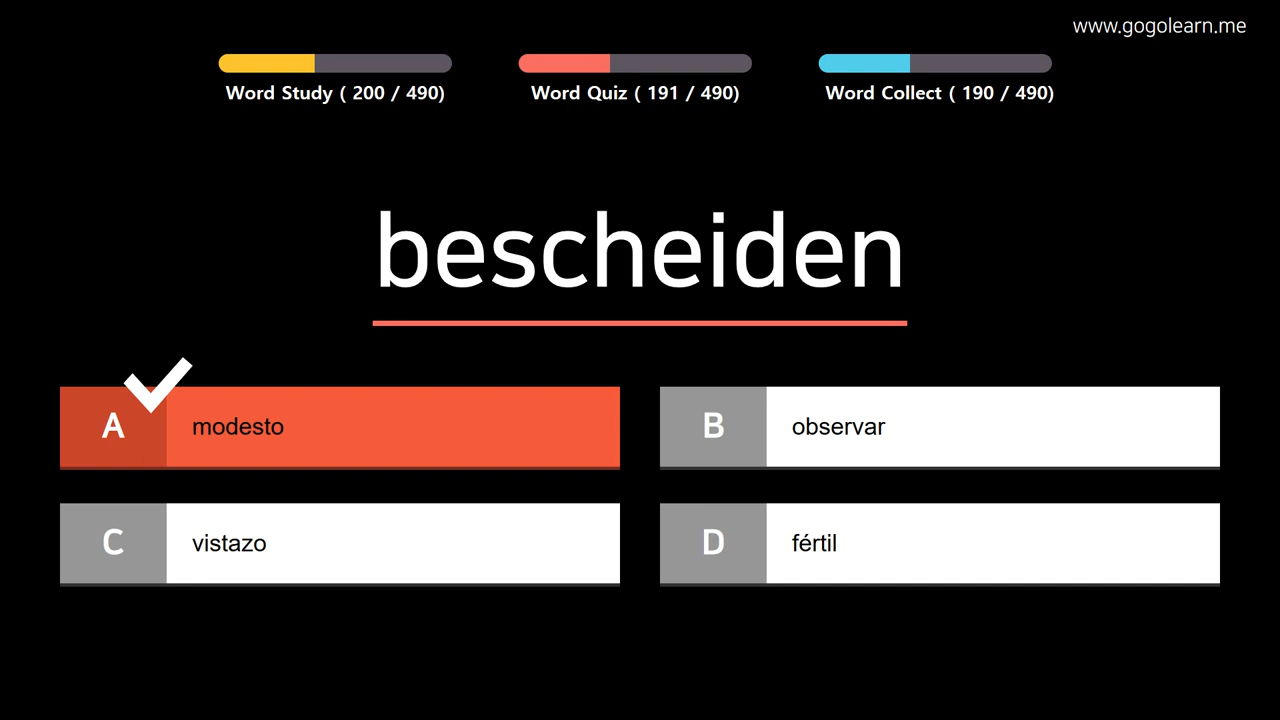 www.gogolearn.me
Word Study ( 200 / 490)
Word Quiz ( 191 / 490)
Word Collect ( 190 / 490)
bescheiden
A modesto
B observar
C vistazo
D fértil